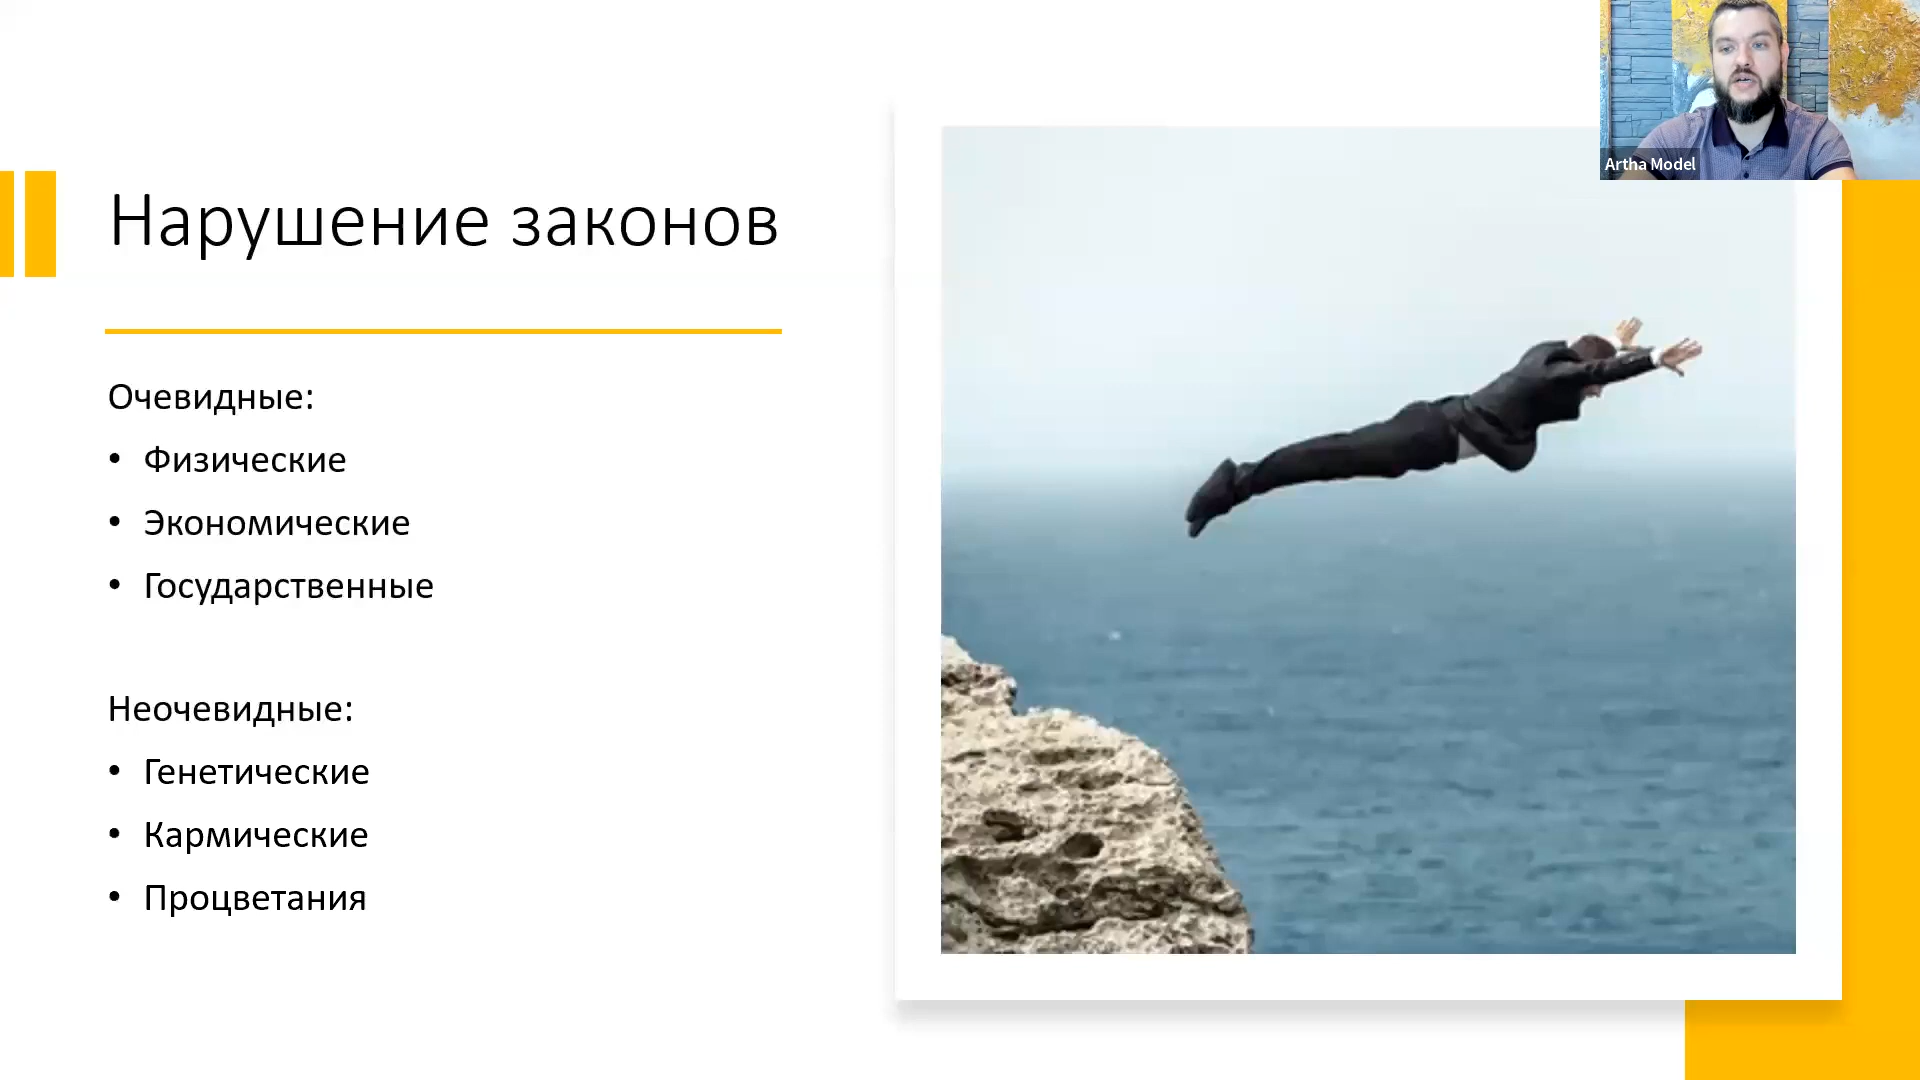 Artha Model
Нарушение законов
Очевидные:
• Физические
• Экономические
• Государственные
Неочевидные:
• Генетические
• Кармические
• Процветания